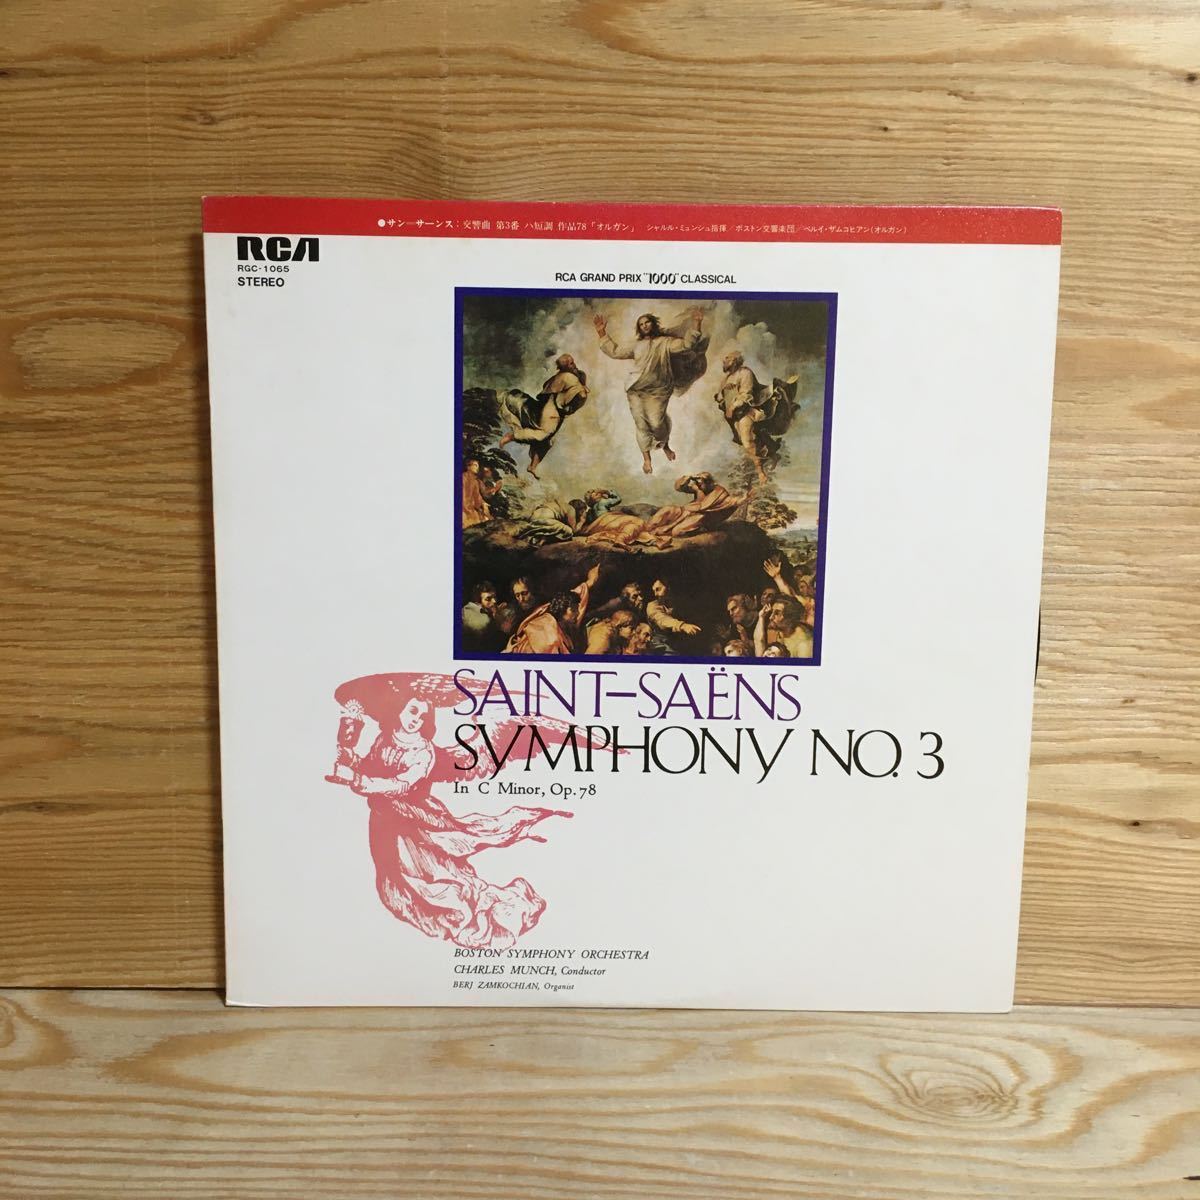 ●サン=サーンス：交響曲 第3番 ハ短調 作品78「オルガン」 シャルル・ミュンシュ指揮／ボストン交響楽団／ベルイ・ザムコヒアン（オルガン）
RCA
RGC-1065
STEREO
RCA GRAND PRIX "1000" CLASSICAL
SAINT-SAËNS
SYMPHONY NO. 3
In C Minor, Op. 78
BOSTON SYMPHONY ORCHESTRA
CHARLES MUNCH, Conductor
BERJ ZAMKOCHIAN, Organist